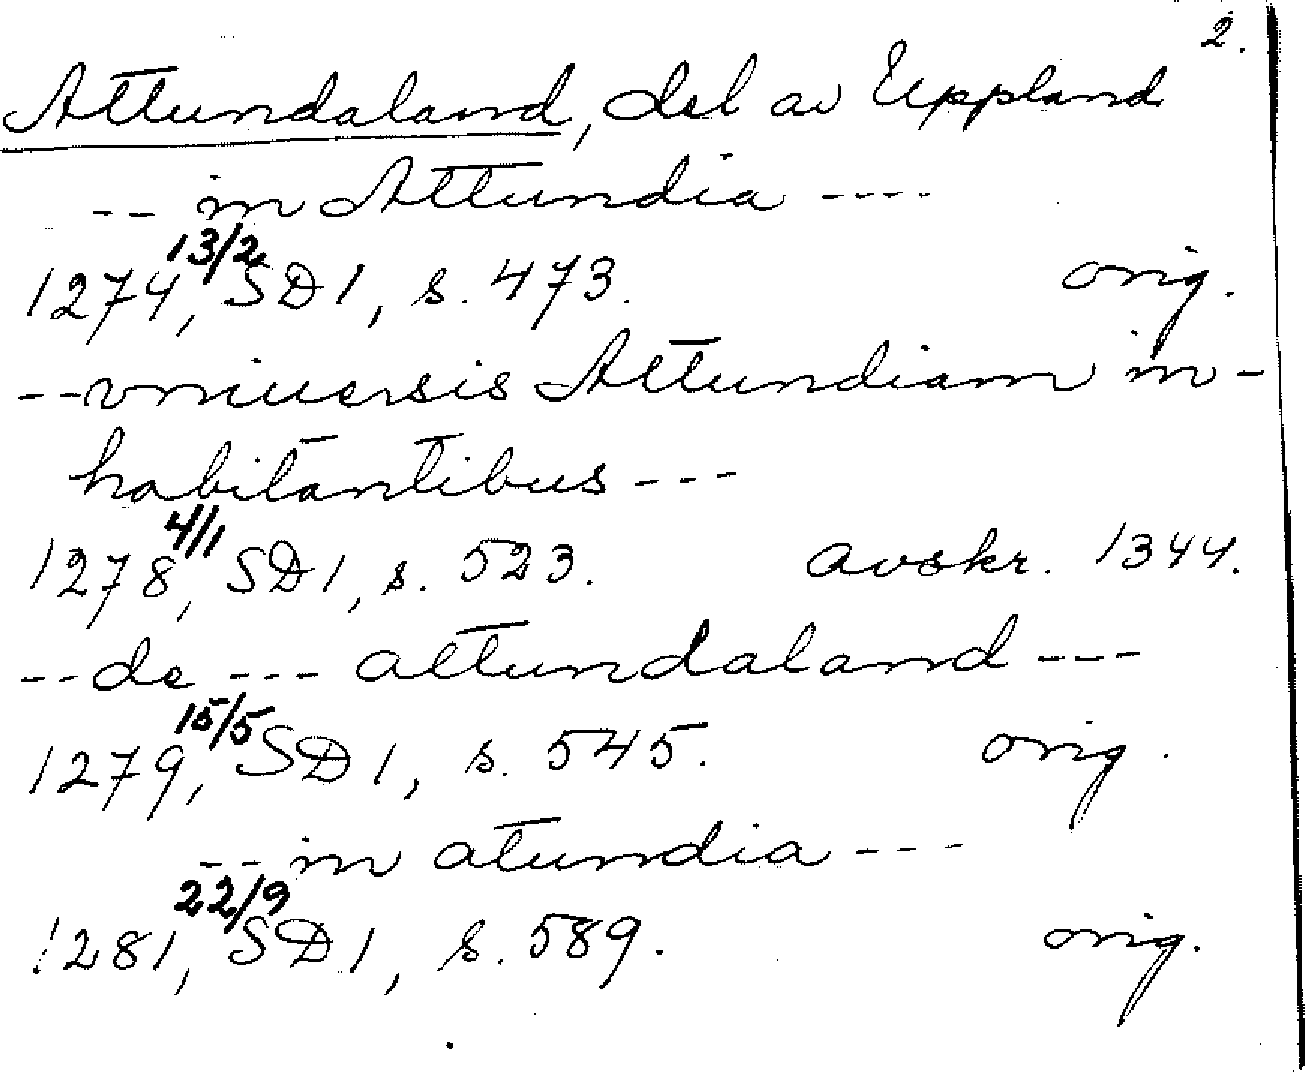 2.
Attundaland, del av Uppland
-- in Attundia ----
1274, 13/2 SD 1, s. 473. orig.
-- vniuersis Attundiam in-
habitantibus ---
1278, 4/1 SD 1, s. 523. avskr. 1344.
-- de --- attundaland ---
1279, 15/5 SD 1, s. 545. orig.
-- in atundia ---
1281, 22/9 SD 1, s. 589. orig.